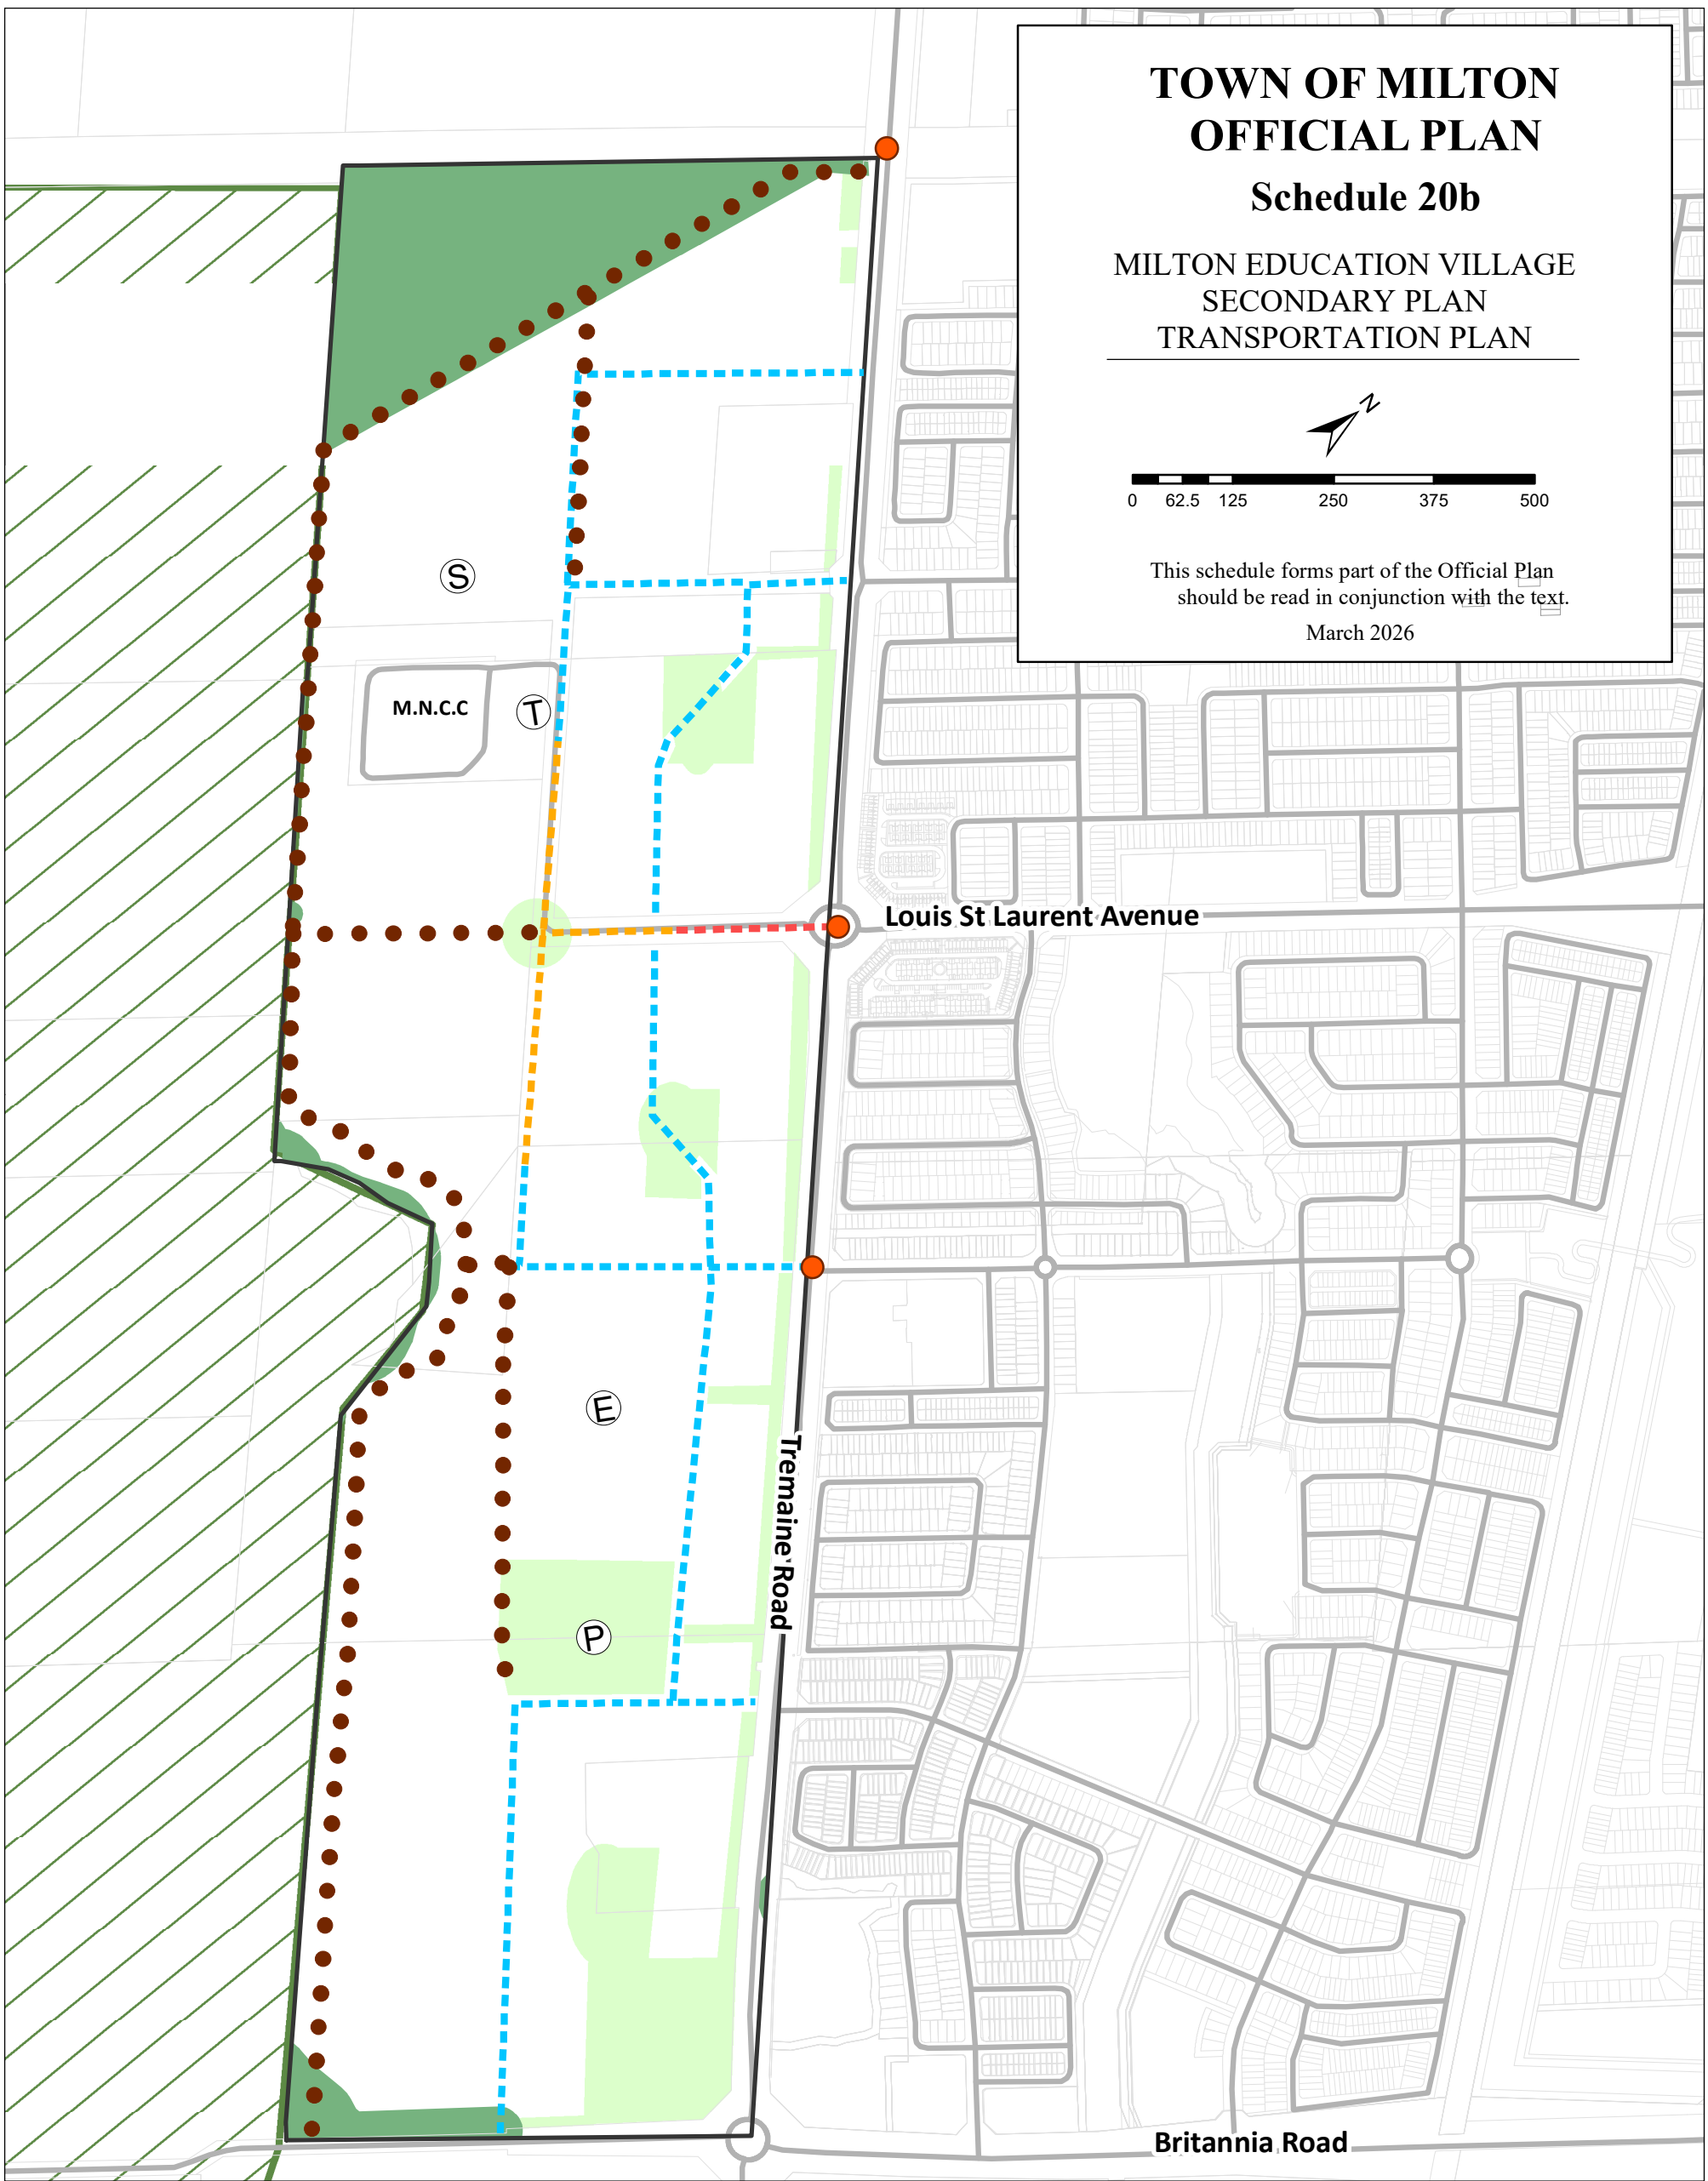 TOWN OF MILTON
OFFICIAL PLAN
Schedule 20b
MILTON EDUCATION VILLAGE
SECONDARY PLAN
TRANSPORTATION PLAN
N
0 62.5 125 250 375 500
This schedule forms part of the Official Plan
should be read in conjunction with the text.
March 2026
S
M.N.C.C
T
Louis St Laurent Avenue
E
Tremaine Road
P
Britannia Road